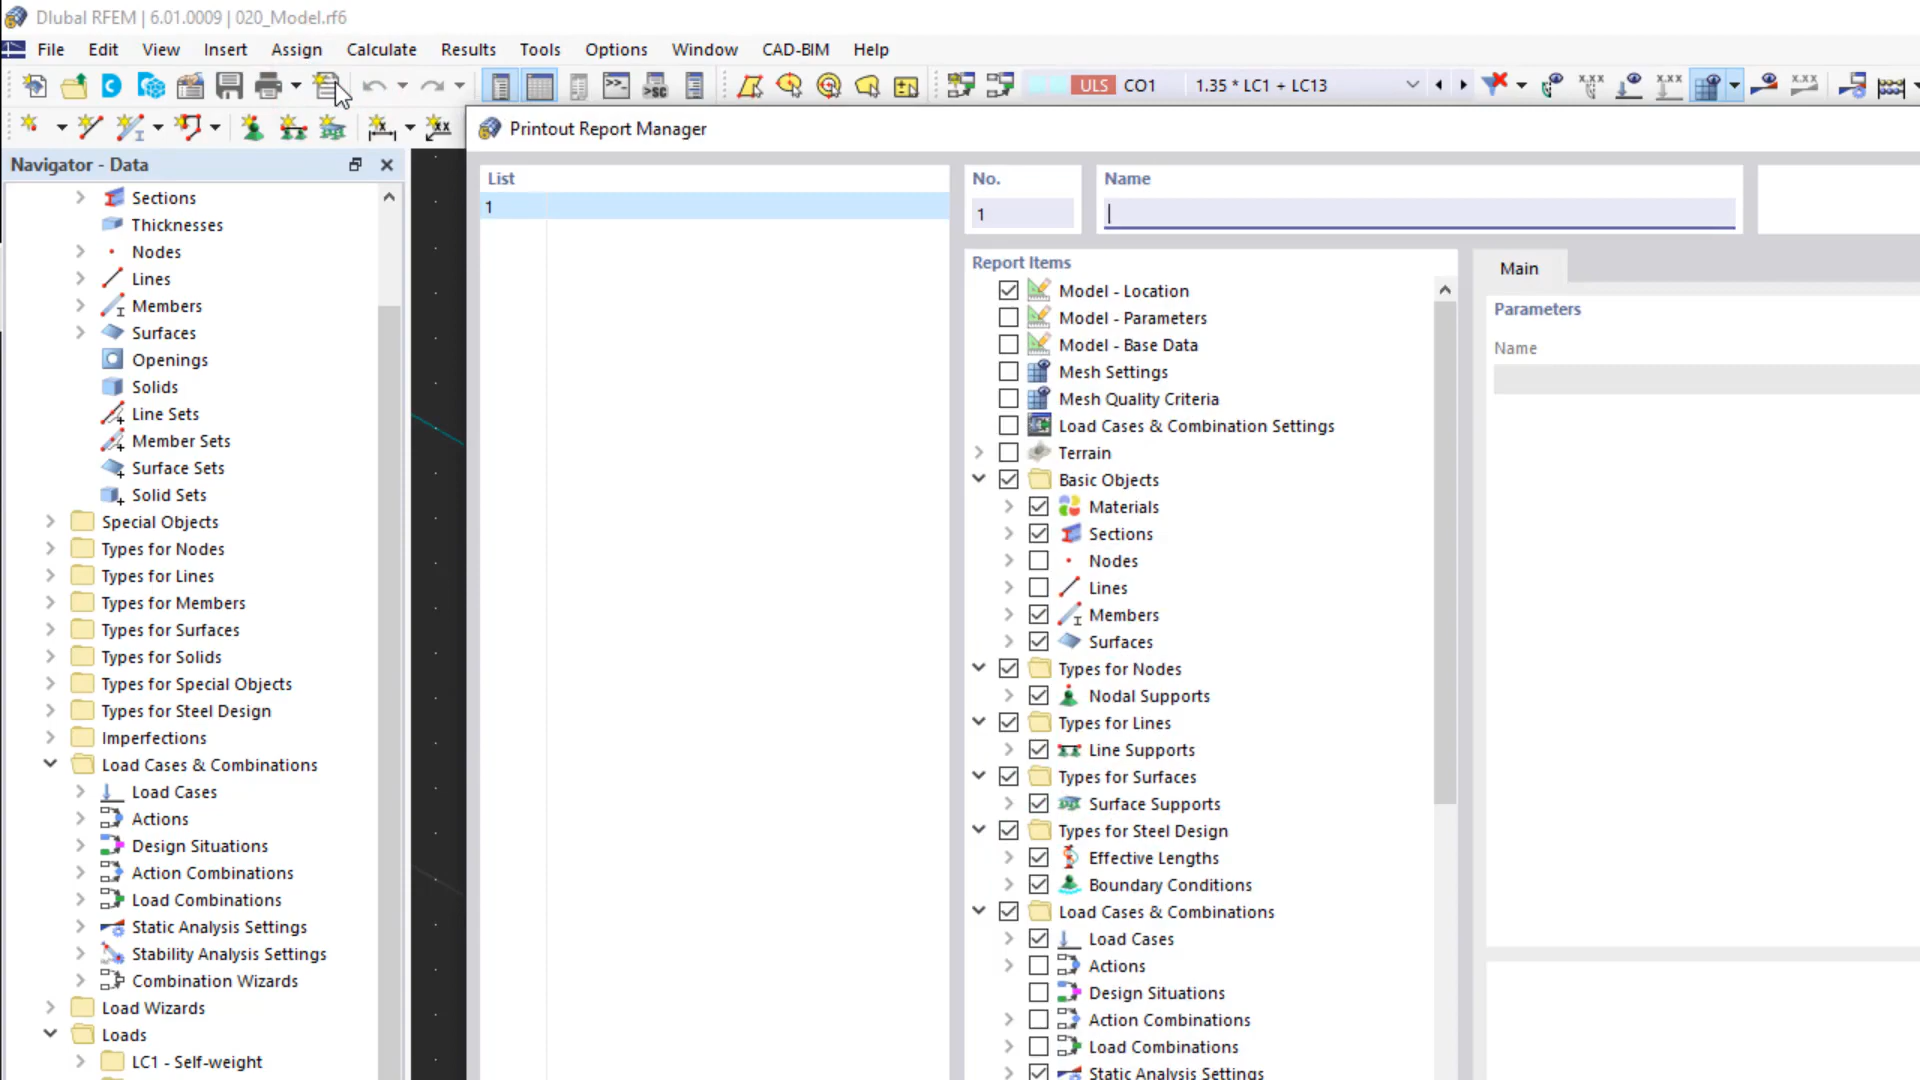 Dlubal RFEM | 6.01.0009 | 020_Model.rf6
File Edit View Insert Assign Calculate Results Tools Options Window CAD-BIM Help
ULS CO1 1.35 * LC1 + LC13
Navigator - Data
Sections
Thicknesses
Nodes
Lines
Members
Surfaces
Openings
Solids
Line Sets
Member Sets
Surface Sets
Solid Sets
Special Objects
Types for Nodes
Types for Lines
Types for Members
Types for Surfaces
Types for Solids
Types for Special Objects
Types for Steel Design
Imperfections
Load Cases & Combinations
Load Cases
Actions
Design Situations
Action Combinations
Load Combinations
Static Analysis Settings
Stability Analysis Settings
Combination Wizards
Load Wizards
Loads
LC1 - Self-weight
Printout Report Manager
List
1
No.
1
Name
Report Items
Model - Location
Model - Parameters
Model - Base Data
Mesh Settings
Mesh Quality Criteria
Load Cases & Combination Settings
Terrain
Basic Objects
Materials
Sections
Nodes
Lines
Members
Surfaces
Types for Nodes
Nodal Supports
Types for Lines
Line Supports
Types for Surfaces
Surface Supports
Types for Steel Design
Effective Lengths
Boundary Conditions
Load Cases & Combinations
Load Cases
Actions
Design Situations
Action Combinations
Load Combinations
Static Analysis Settings
Main
Parameters
Name